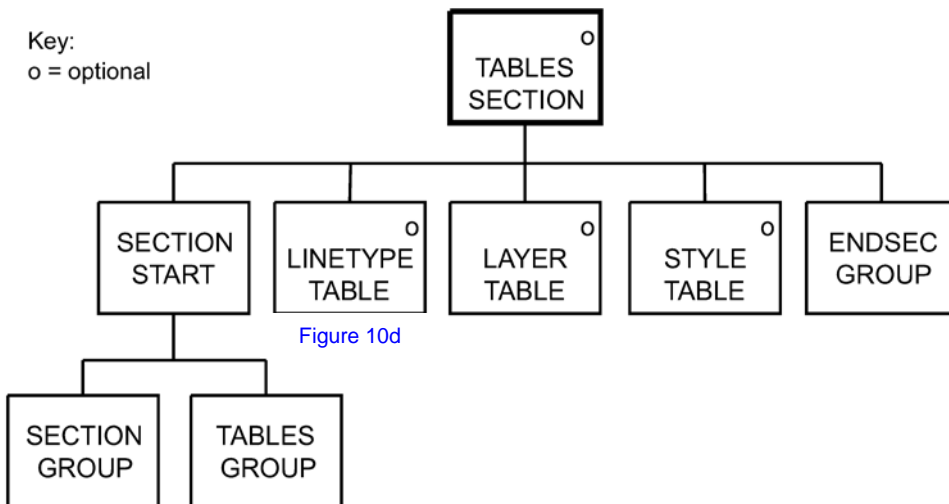 Key:
o = optional
o
TABLES
SECTION
SECTION
START
o
LINETYPE
TABLE
o
LAYER
TABLE
o
STYLE
TABLE
ENDSEC
GROUP
Figure 10d
SECTION
GROUP
TABLES
GROUP